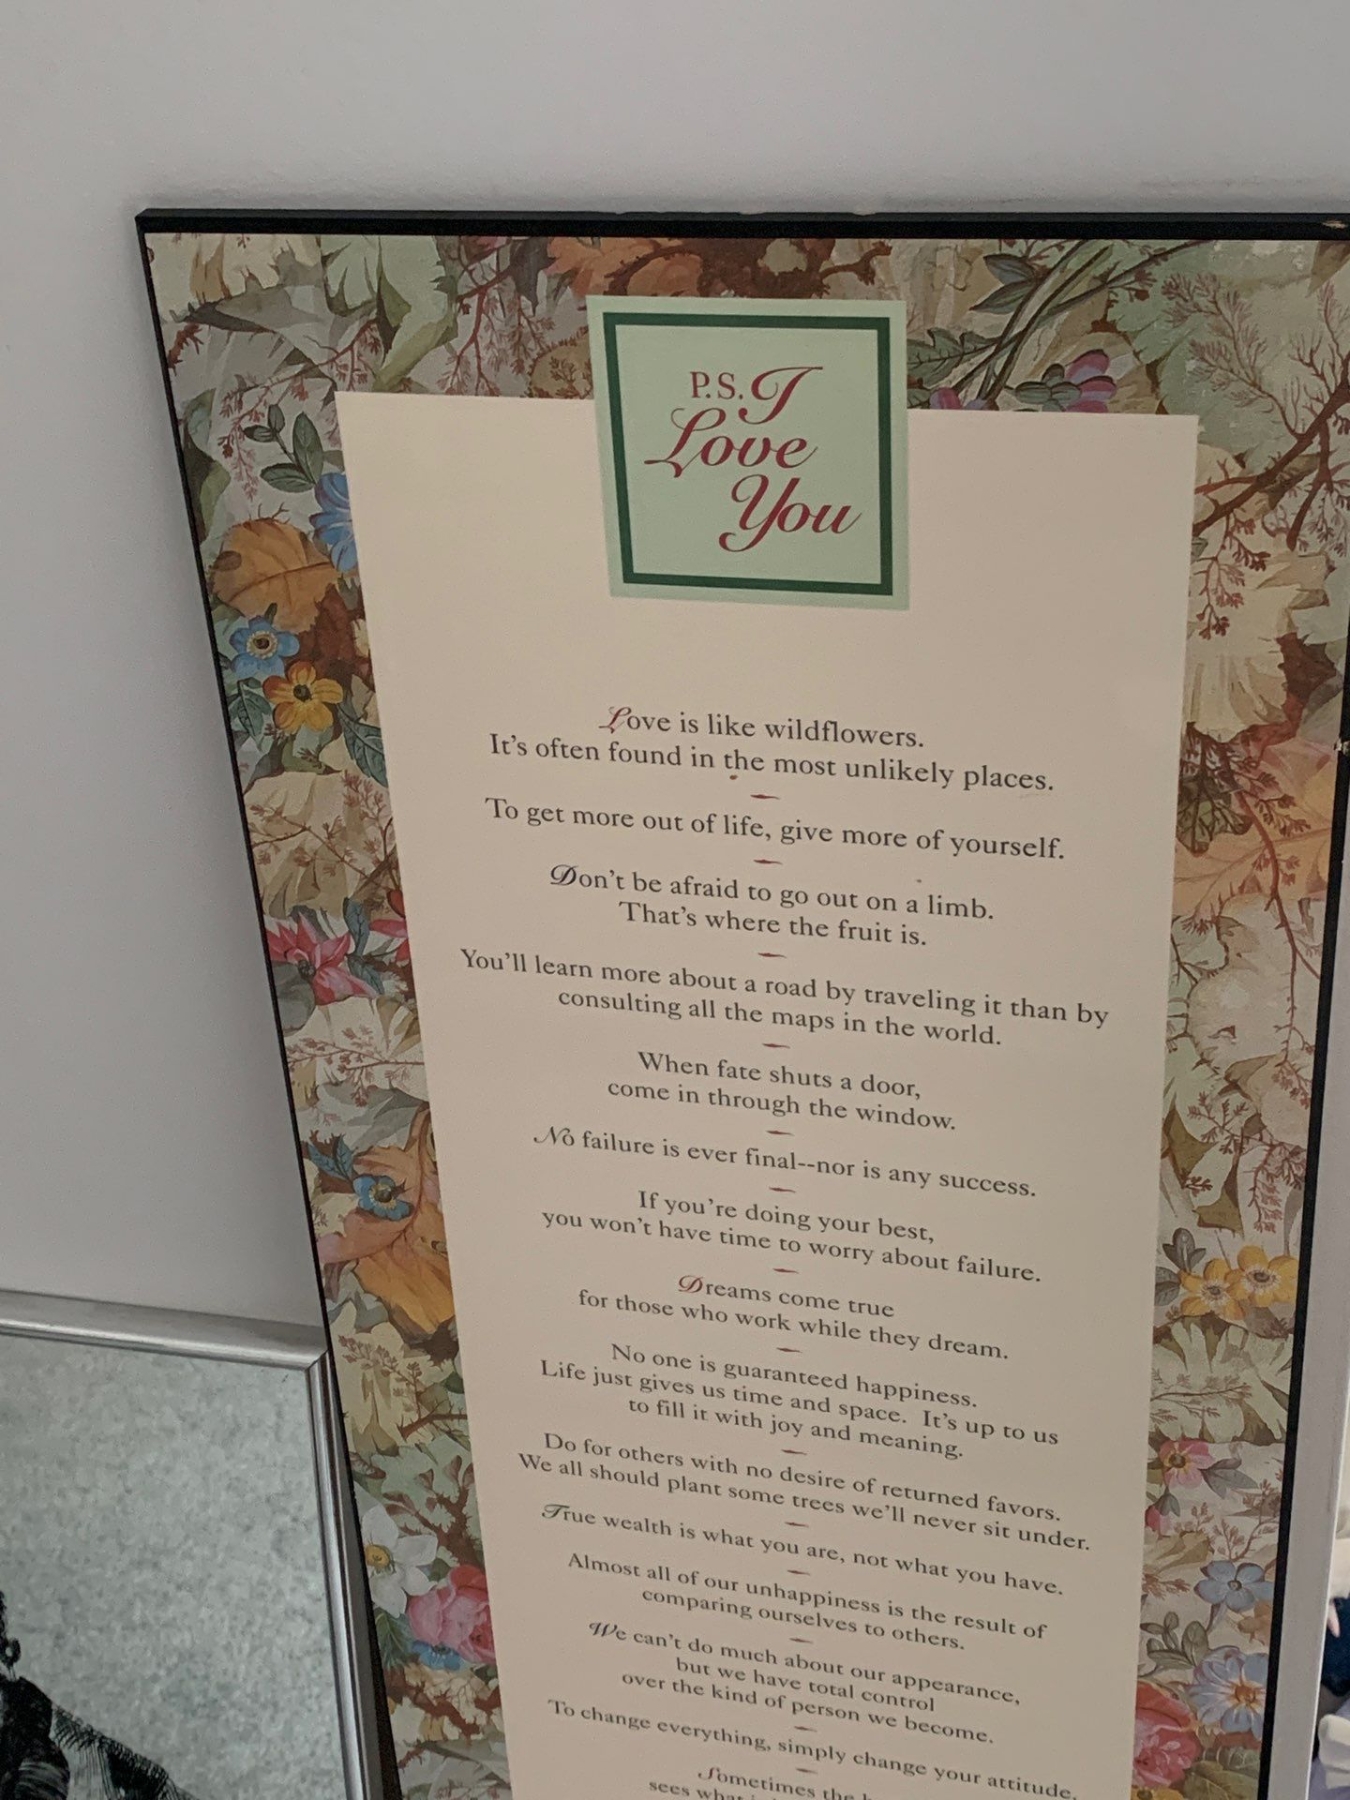 P.S. I
Love
You
Love is like wildflowers.
It's often found in the most unlikely places.
To get more out of life, give more of yourself.
Don't be afraid to go out on a limb.
That's where the fruit is.
You'll learn more about a road by traveling it than by
consulting all the maps in the world.
When fate shuts a door,
come in through the window.
No failure is ever final--nor is any success.
If you're doing your best,
you won't have time to worry about failure.
Dreams come true
for those who work while they dream.
No one is guaranteed happiness.
Life just gives us time and space. It's up to us
to fill it with joy and meaning.
Do for others with no desire of returned favors.
We all should plant some trees we'll never sit under.
True wealth is what you are, not what you have.
Almost all of our unhappiness is the result of
comparing ourselves to others.
We can't do much about our appearance,
but we have total control
over the kind of person we become.
To change everything, simply change your attitude.
Sometimes the
sees what